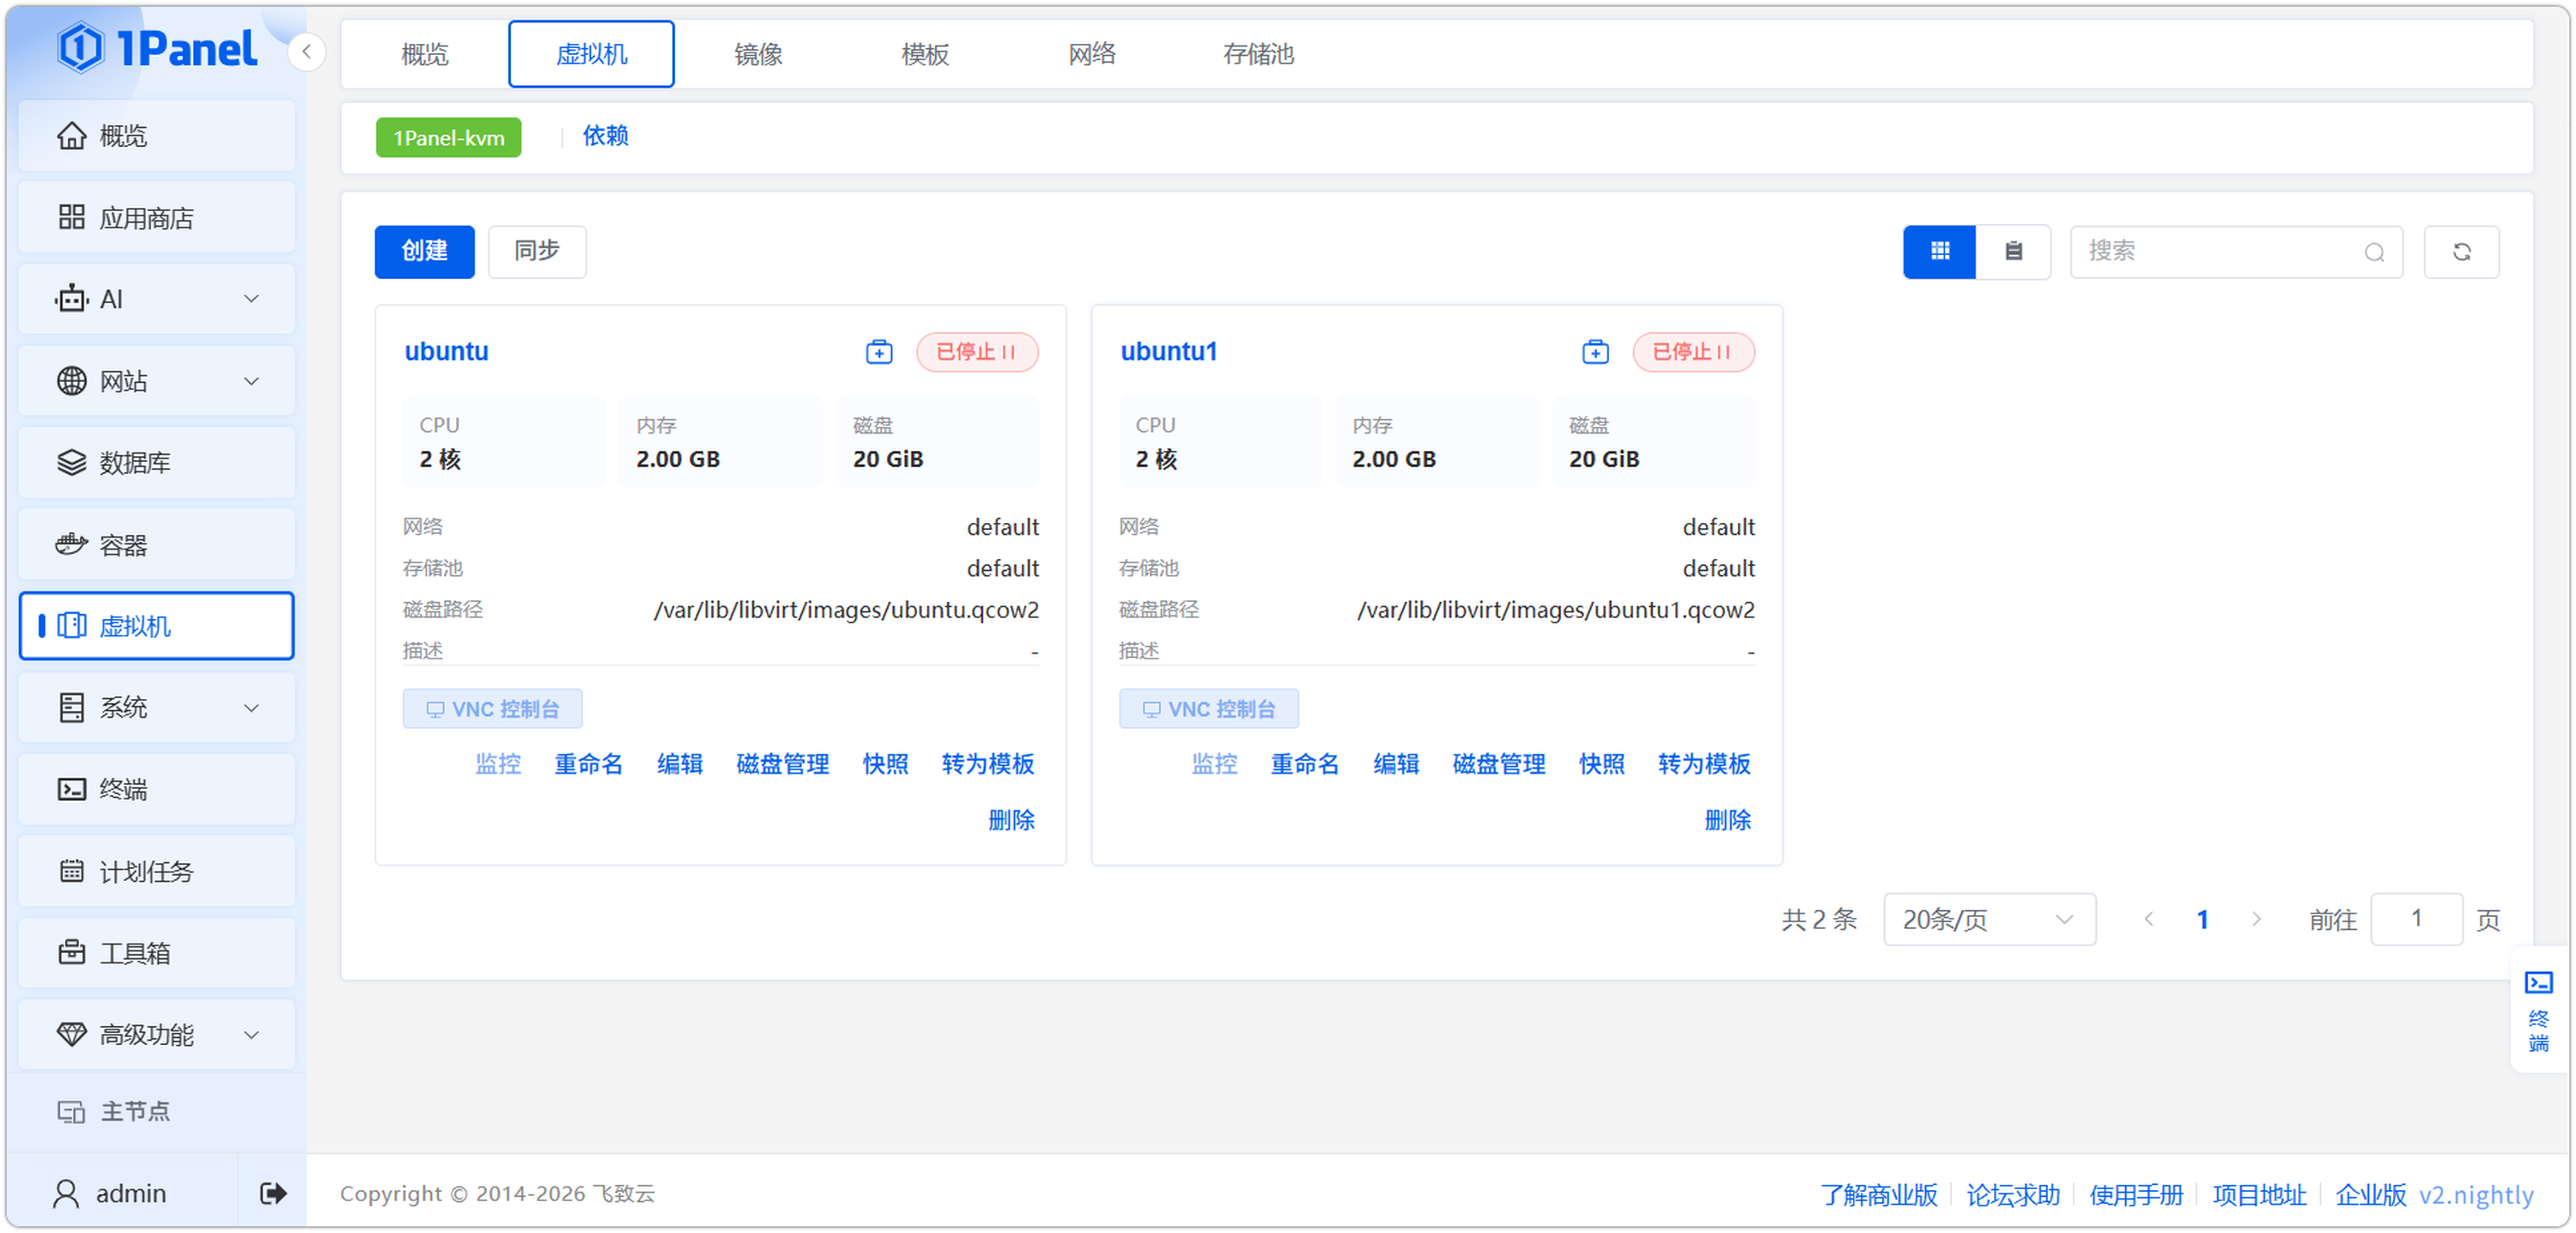 1Panel
概览
应用商店
AI
网站
数据库
容器
虚拟机
系统
终端
计划任务
工具箱
高级功能
主节点
admin
概览 虚拟机 镜像 模板 网络 存储池
1Panel-kvm 依赖
创建 同步 搜索
ubuntu 已停止
CPU 内存 磁盘
2 核 2.00 GB 20 GiB
网络 default
存储池 default
磁盘路径 /var/lib/libvirt/images/ubuntu.qcow2
描述 -
VNC 控制台
监控 重命名 编辑 磁盘管理 快照 转为模板
删除
ubuntu1 已停止
CPU 内存 磁盘
2 核 2.00 GB 20 GiB
网络 default
存储池 default
磁盘路径 /var/lib/libvirt/images/ubuntu1.qcow2
描述 -
VNC 控制台
监控 重命名 编辑 磁盘管理 快照 转为模板
删除
共 2 条 20条/页 1 前往 1 页
终
端
Copyright © 2014-2026 飞致云
了解商业版 论坛求助 使用手册 项目地址 企业版 v2.nightly